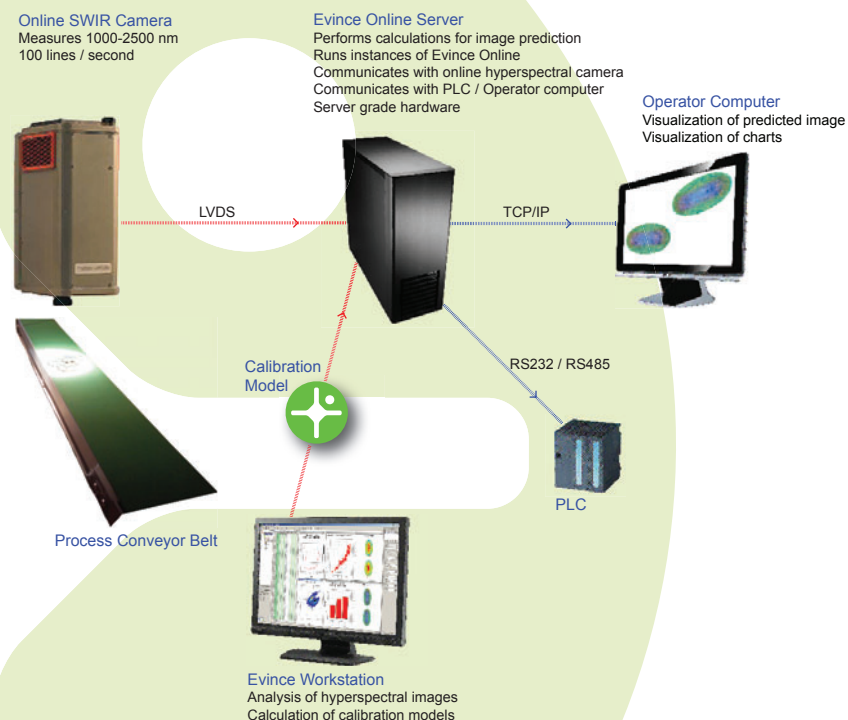 Online SWIR Camera
Measures 1000-2500 nm
100 lines / second
Evince Online Server
Performs calculations for image prediction
Runs instances of Evince Online
Communicates with online hyperspectral camera
Communicates with PLC / Operator computer
Server grade hardware
Operator Computer
Visualization of predicted image
Visualization of charts
LVDS
TCP/IP
Calibration
Model
RS232 / RS485
PLC
Process Conveyor Belt
Evince Workstation
Analysis of hyperspectral images
Calculation of calibration models